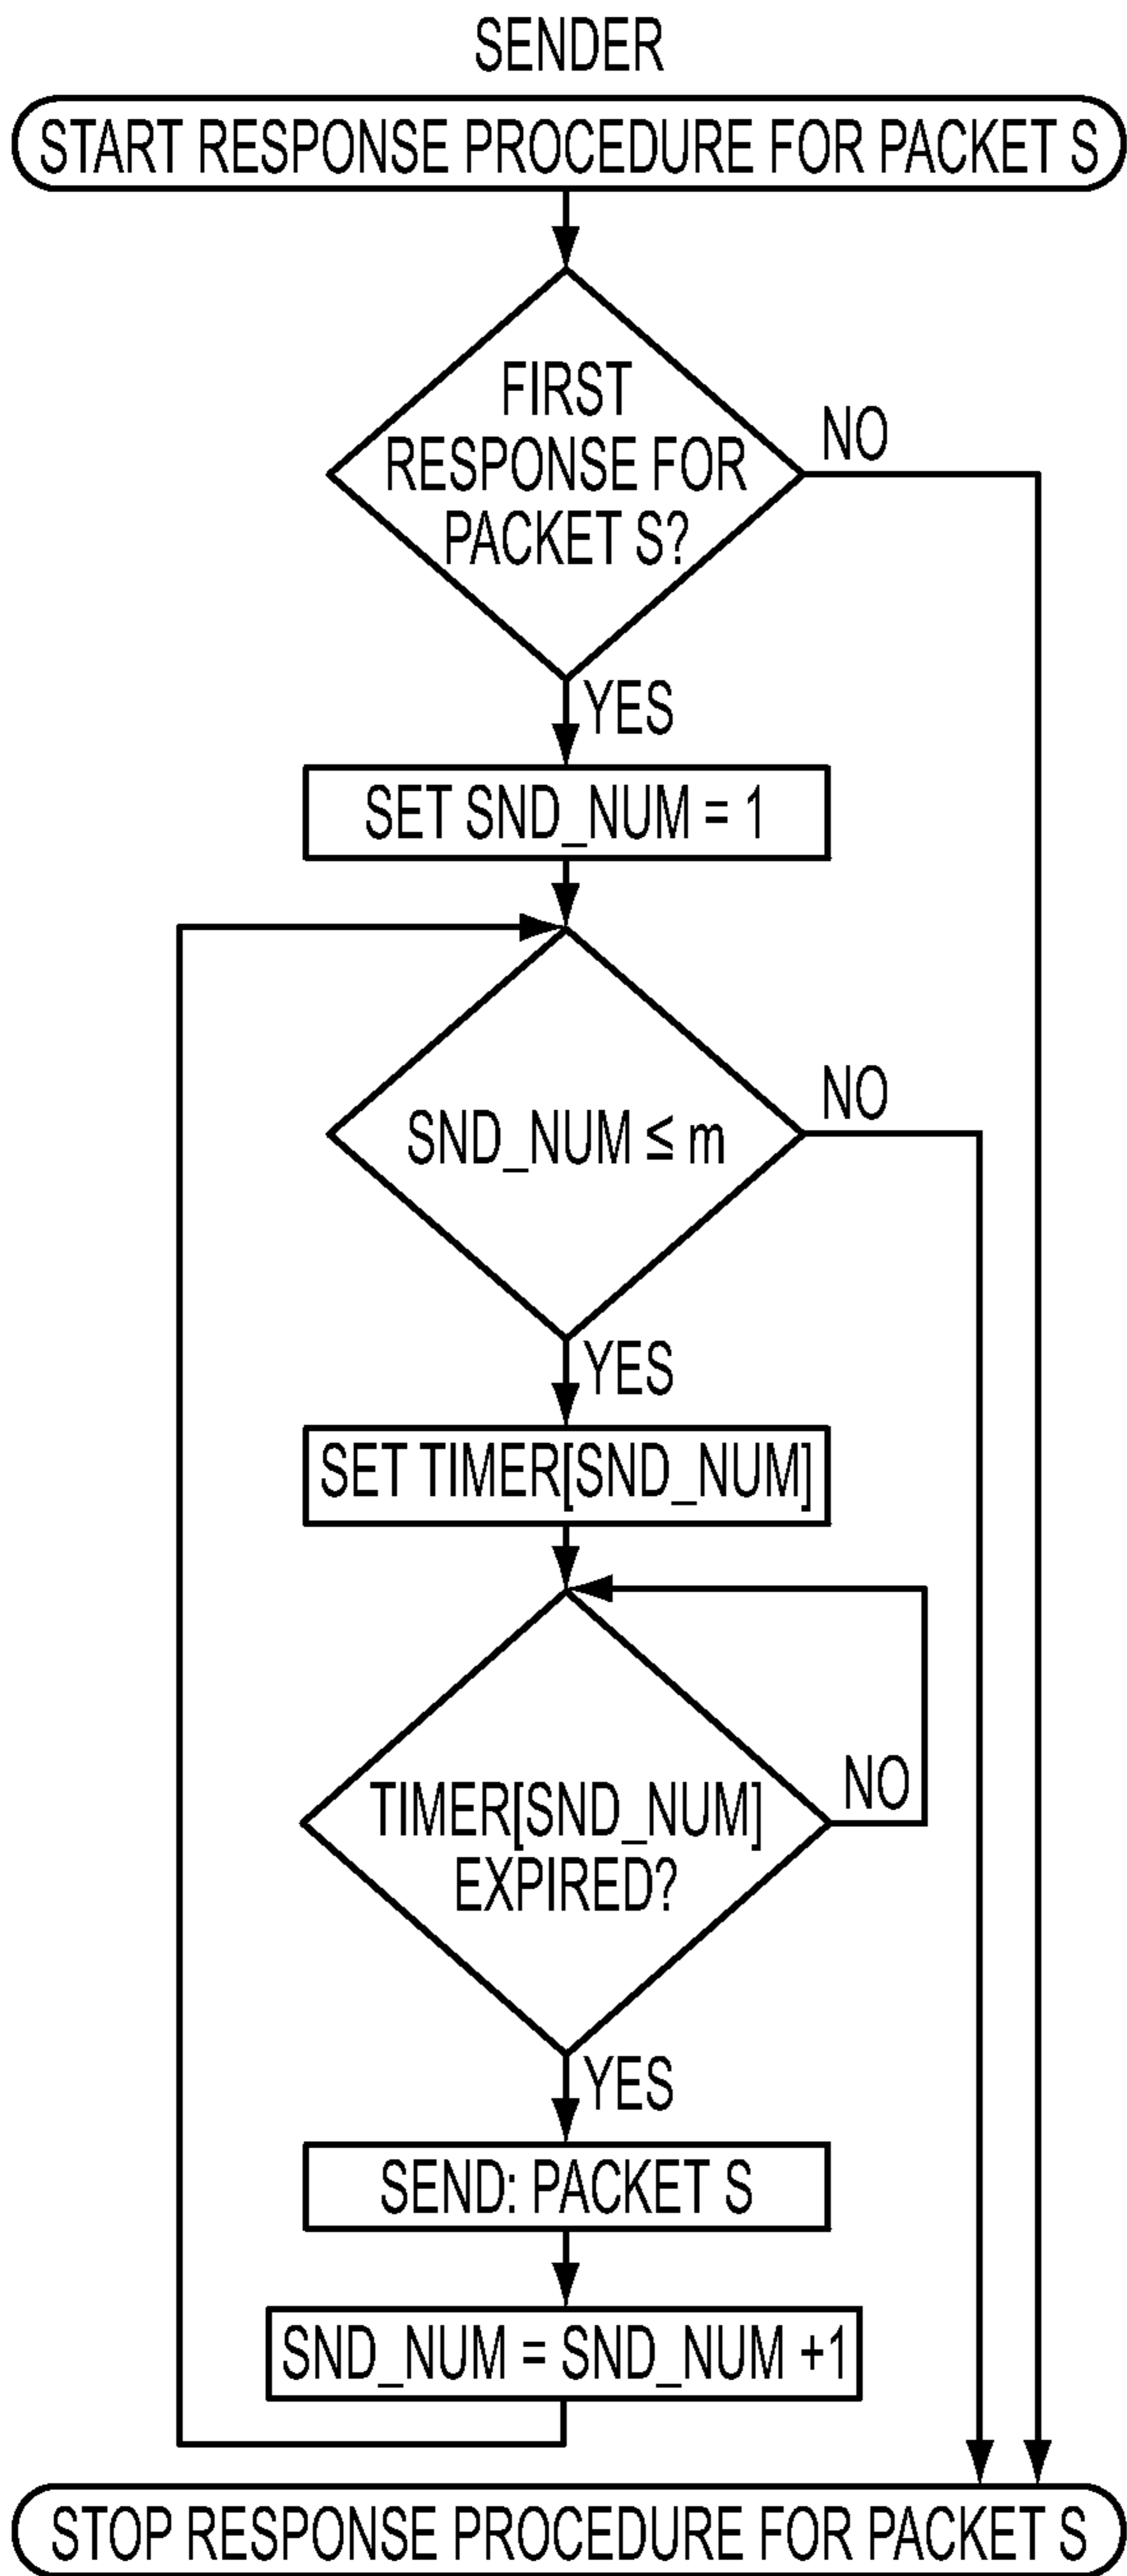 SENDER
START RESPONSE PROCEDURE FOR PACKET S
FIRST
RESPONSE FOR
PACKET S?
NO
YES
SET SND_NUM = 1
SND_NUM ≤ m
NO
YES
SET TIMER[SND_NUM]
TIMER[SND_NUM]
EXPIRED?
NO
YES
SEND: PACKET S
SND_NUM = SND_NUM +1
STOP RESPONSE PROCEDURE FOR PACKET S